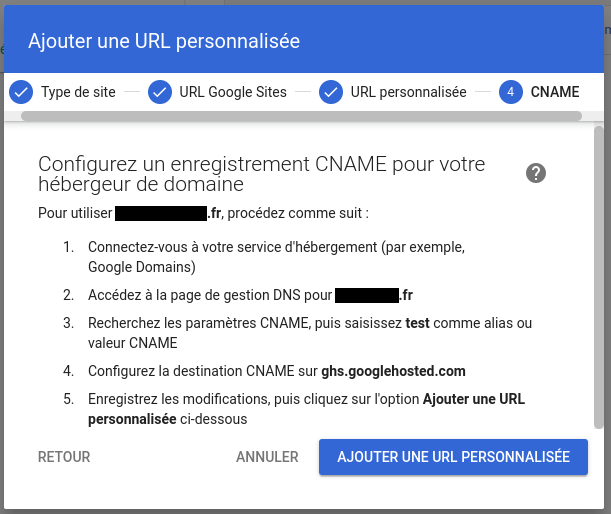 Ajouter une URL personnalisée
Type de site
URL Google Sites
URL personnalisée
4 CNAME
Configurez un enregistrement CNAME pour votre
hébergeur de domaine
?
Pour utiliser .fr, procédez comme suit :
1. Connectez-vous à votre service d'hébergement (par exemple,
Google Domains)
2. Accédez à la page de gestion DNS pour .fr
3. Recherchez les paramètres CNAME, puis saisissez test comme alias ou
valeur CNAME
4. Configurez la destination CNAME sur ghs.googlehosted.com
5. Enregistrez les modifications, puis cliquez sur l'option Ajouter une URL
personnalisée ci-dessous
RETOUR
ANNULER
AJOUTER UNE URL PERSONNALISÉE